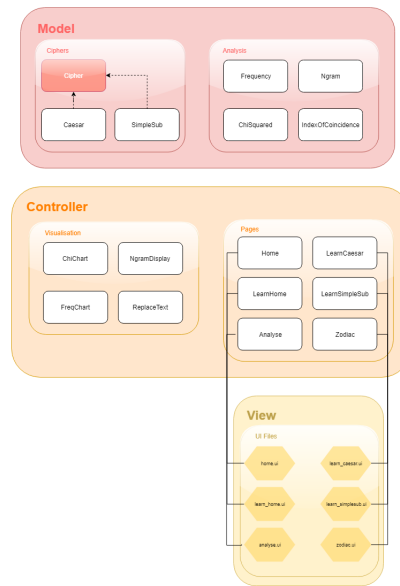 Model
Ciphers
Analysis
Cipher
Frequency
Ngram
Caesar
SimpleSub
ChiSquared
IndexOfCoincidence
Controller
Visualisation
Pages
ChiChart
NgramDisplay
Home
LearnCaesar
FreqChart
ReplaceText
LearnHome
LearnSimpleSub
Analyse
Zodiac
View
UI Files
home.ui
learn_caesar.ui
learn_home.ui
learn_simplesub.ui
analyse.ui
zodiac.ui